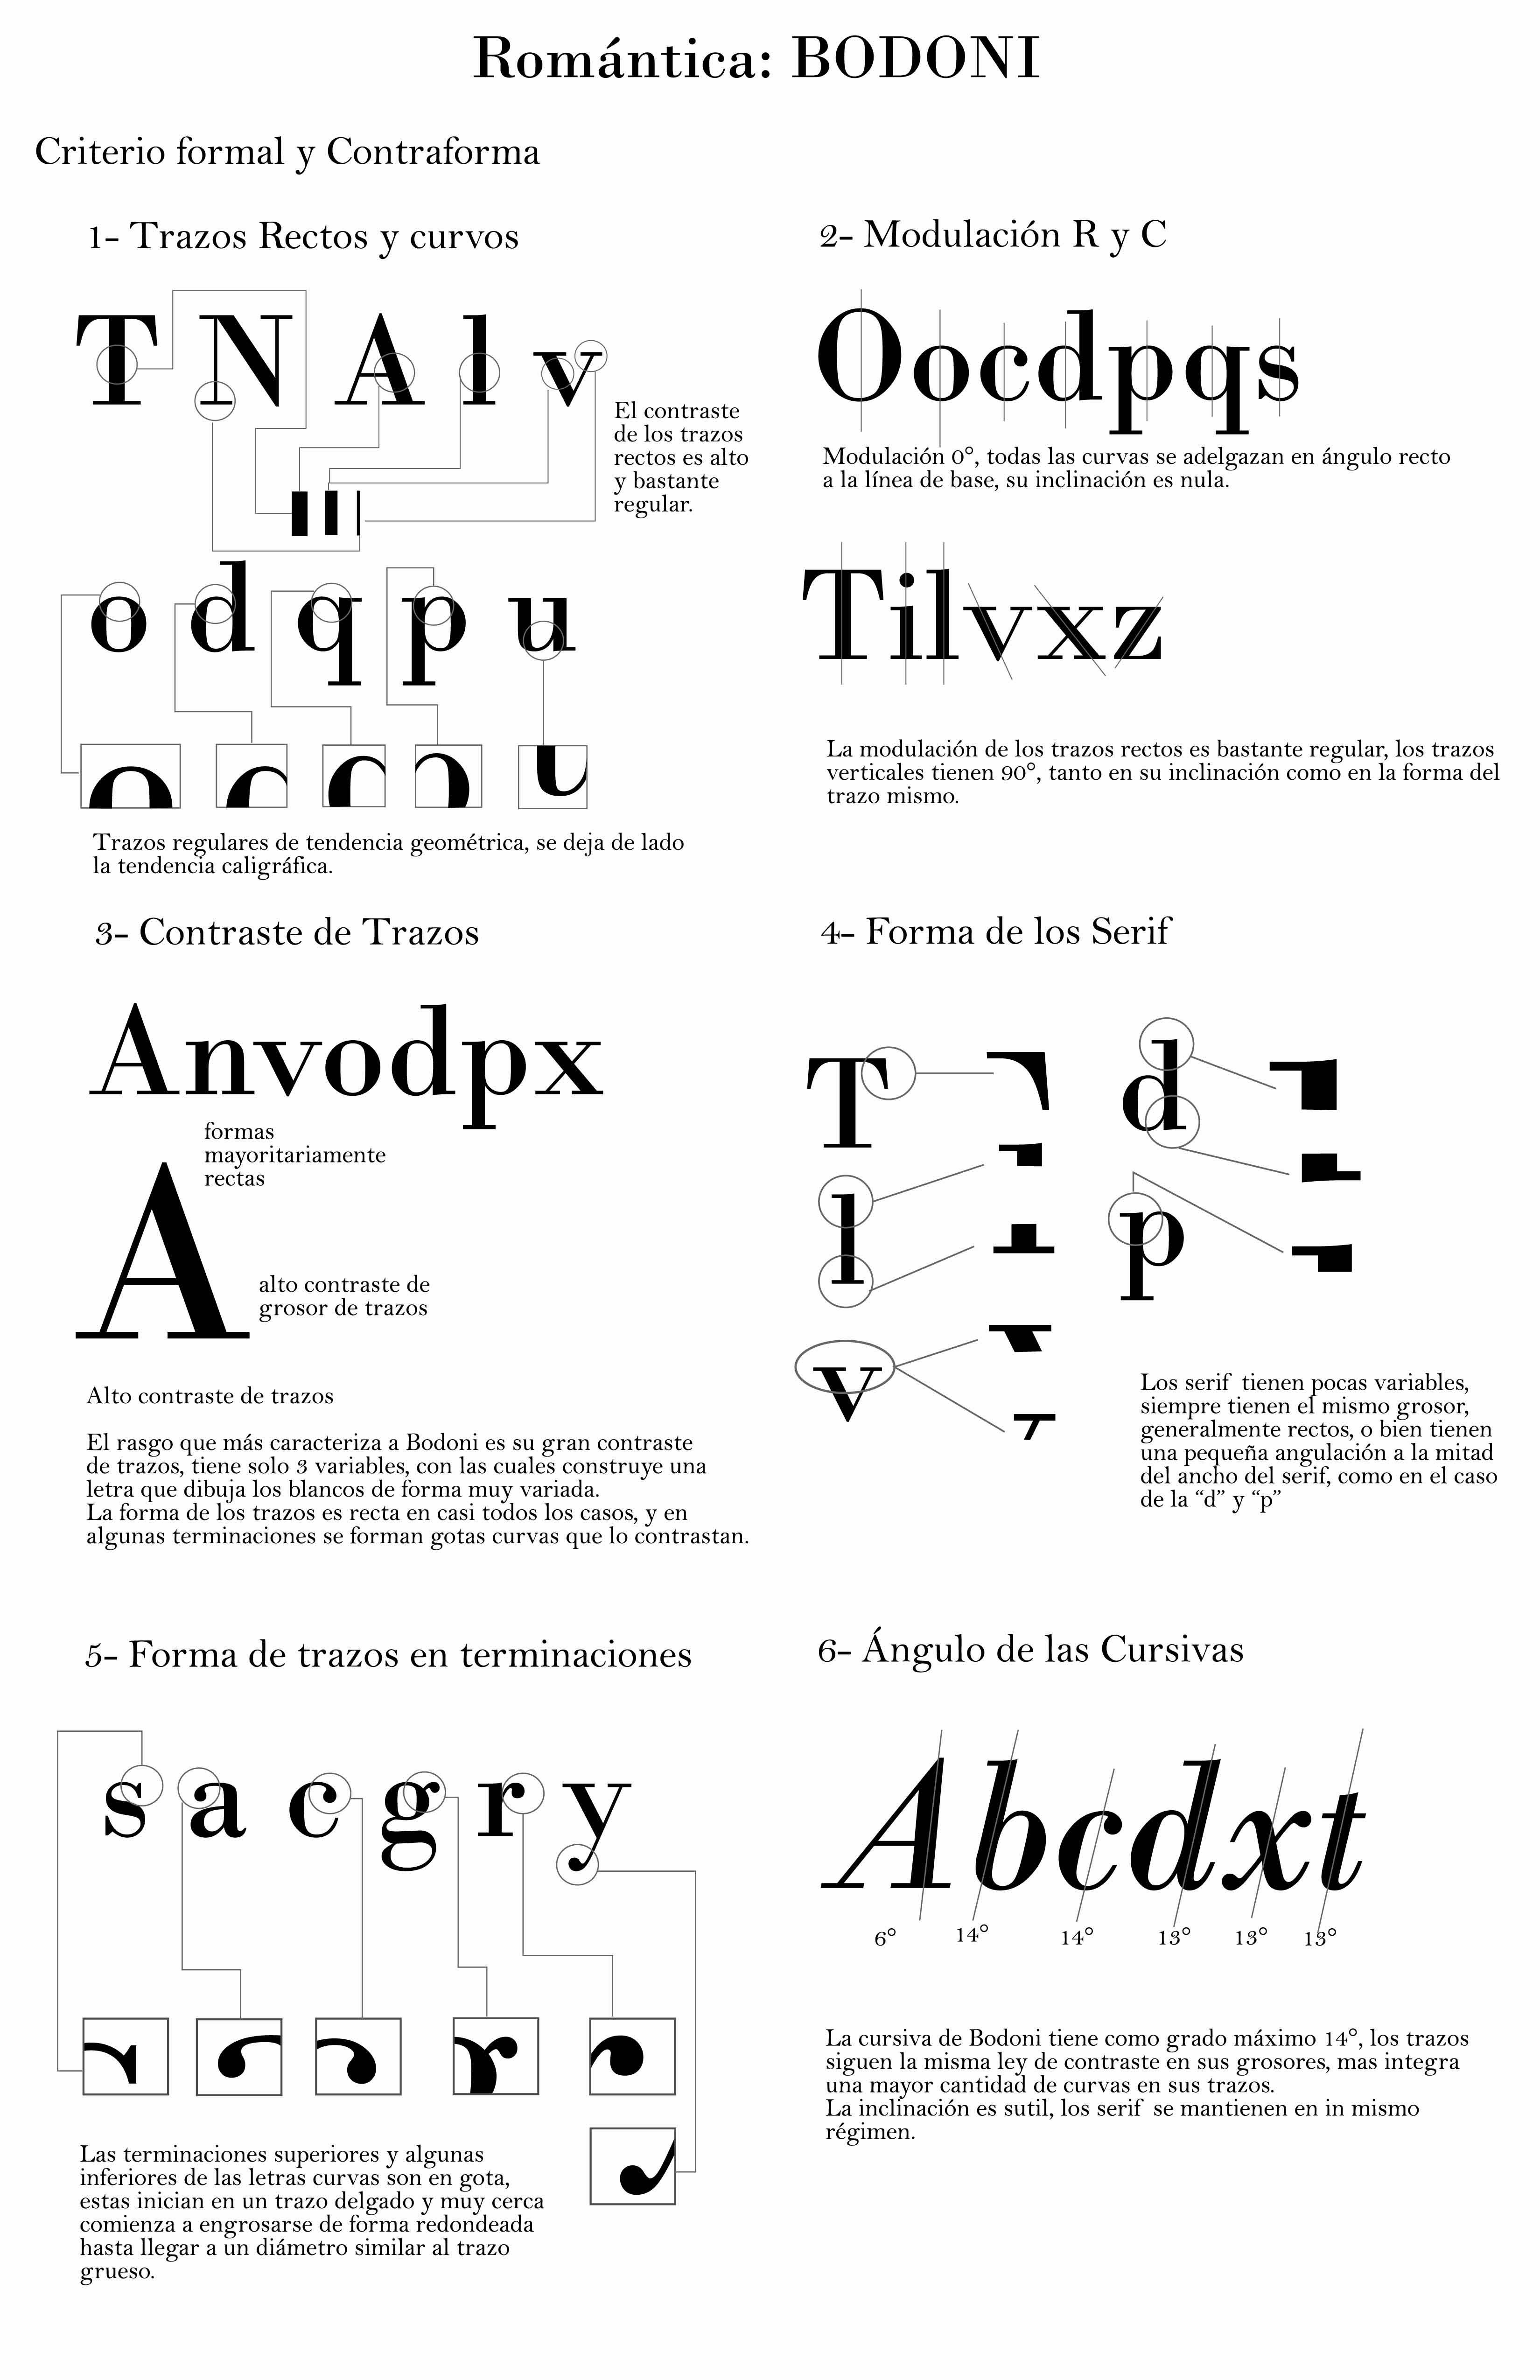 Romántica: BODONI
Criterio formal y Contraforma
1- Trazos Rectos y curvos
T N A l v
El contraste
de los trazos
rectos es alto
y bastante
regular.
o d q p u
Trazos regulares de tendencia geométrica, se deja de lado
la tendencia caligráfica.
2- Modulación R y C
Oocdpqs
Modulación 0°, todas las curvas se adelgazan en ángulo recto
a la línea de base, su inclinación es nula.
Tilvxz
La modulación de los trazos rectos es bastante regular, los trazos
verticales tienen 90°, tanto en su inclinación como en la forma del
trazo mismo.
3- Contraste de Trazos
Anvodpx
formas
mayoritariamente
rectas
A
alto contraste de
grosor de trazos
Alto contraste de trazos
El rasgo que más caracteriza a Bodoni es su gran contraste
de trazos, tiene solo 3 variables, con las cuales construye una
letra que dibuja los blancos de forma muy variada.
La forma de los trazos es recta en casi todos los casos, y en
algunas terminaciones se forman gotas curvas que lo contrastan.
4- Forma de los Serif
T d
l p
v
Los serif tienen pocas variables,
siempre tienen el mismo grosor,
generalmente rectos, o bien tienen
una pequeña angulación a la mitad
del ancho del serif, como en el caso
de la “d” y “p”
5- Forma de trazos en terminaciones
s a c g r y
Las terminaciones superiores y algunas
inferiores de las letras curvas son en gota,
estas inician en un trazo delgado y muy cerca
comienza a engrosarse de forma redondeada
hasta llegar a un diámetro similar al trazo
grueso.
6- Ángulo de las Cursivas
Abcdxt
6° 14° 14° 13° 13° 13°
La cursiva de Bodoni tiene como grado máximo 14°, los trazos
siguen la misma ley de contraste en sus grosores, mas integra
una mayor cantidad de curvas en sus trazos.
La inclinación es sutil, los serif se mantienen en in mismo
régimen.